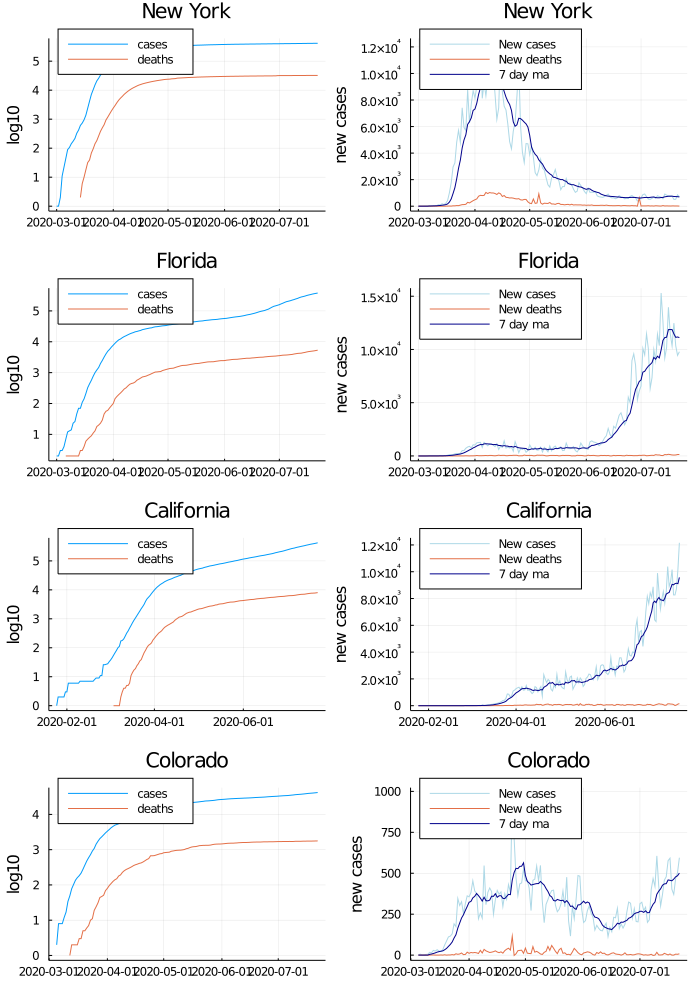 New York
New York
cases
deaths
log10
5
4
3
2
1
0
2020-03-01
2020-04-01
2020-05-01
2020-06-01
2020-07-01
New cases
New deaths
7 day ma
new cases
1.2×10⁴
1.0×10⁴
8.0×10³
6.0×10³
4.0×10³
2.0×10³
0
2020-03-01
2020-04-01
2020-05-01
2020-06-01
2020-07-01
Florida
Florida
cases
deaths
log10
5
4
3
2
1
2020-03-01
2020-04-01
2020-05-01
2020-06-01
2020-07-01
New cases
New deaths
7 day ma
new cases
1.5×10⁴
1.0×10⁴
5.0×10³
0
2020-03-01
2020-04-01
2020-05-01
2020-06-01
2020-07-01
California
California
cases
deaths
log10
5
4
3
2
1
0
2020-02-01
2020-04-01
2020-06-01
New cases
New deaths
7 day ma
new cases
1.2×10⁴
1.0×10⁴
8.0×10³
6.0×10³
4.0×10³
2.0×10³
0
2020-02-01
2020-04-01
2020-06-01
Colorado
Colorado
cases
deaths
log10
4
3
2
1
0
2020-03-01
2020-04-01
2020-05-01
2020-06-01
2020-07-01
New cases
New deaths
7 day ma
new cases
1000
750
500
250
0
2020-03-01
2020-04-01
2020-05-01
2020-06-01
2020-07-01